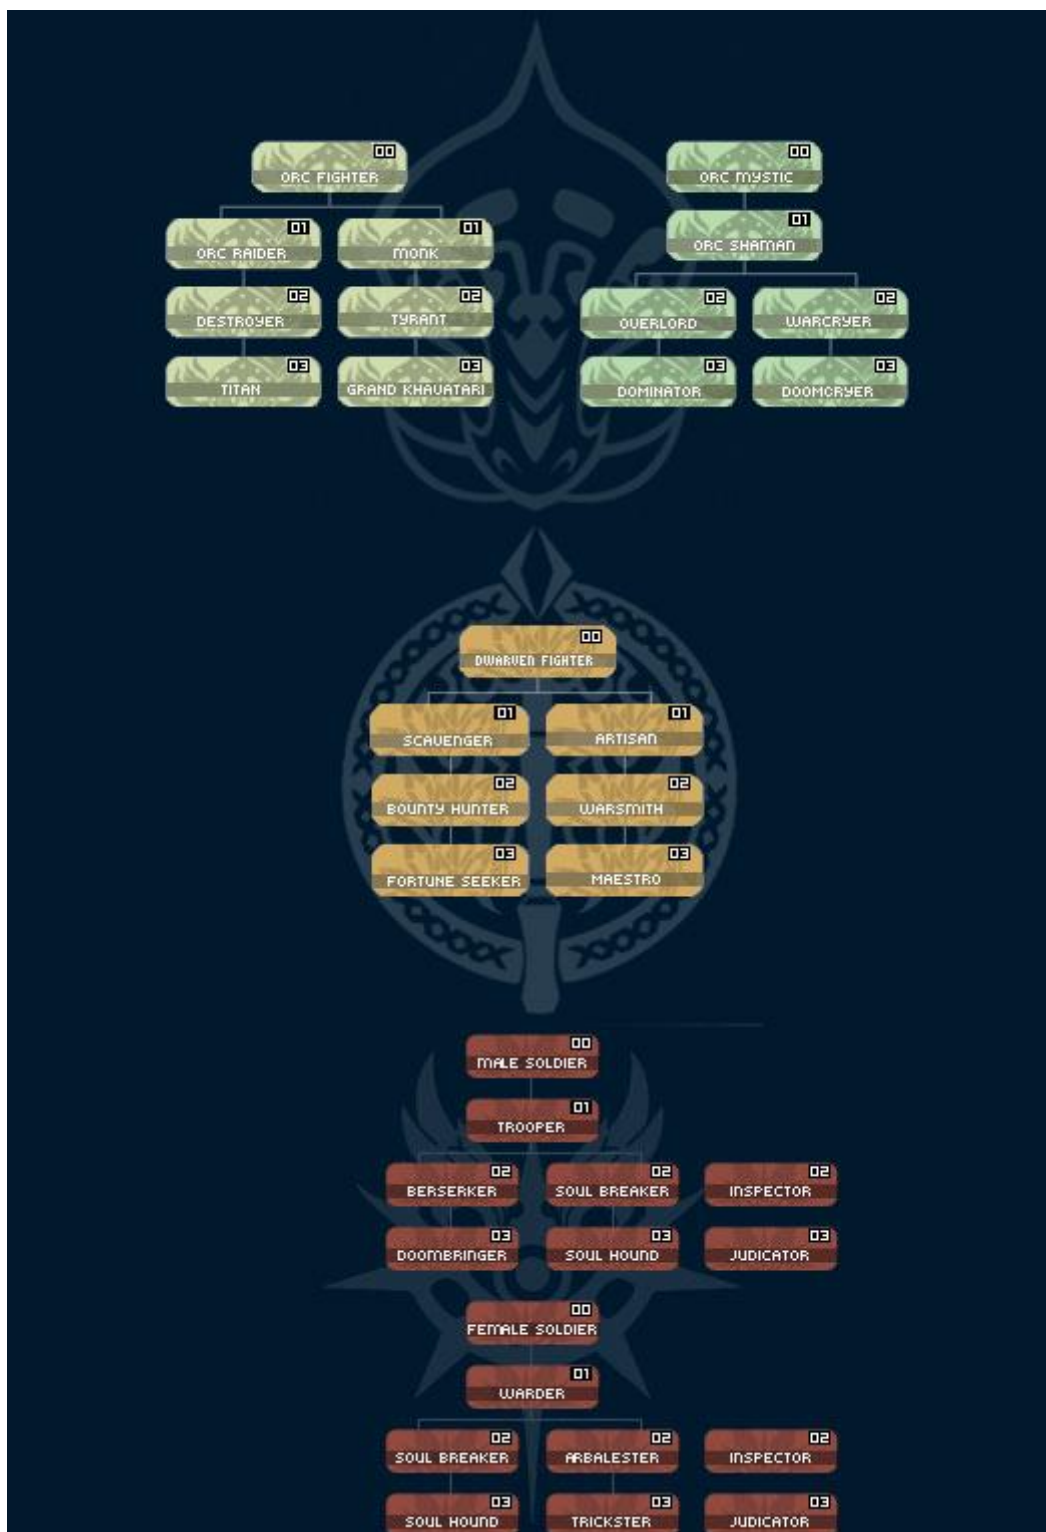 00
ORC FIGHTER
00
ORC MYSTIC
01
ORC RAIDER
01
MONK
01
ORC SHAMAN
02
DESTROYER
02
TYRANT
02
OVERLORD
02
WARCRYER
03
TITAN
03
GRAND KHAVATARI
03
DOMINATOR
03
DOOMCRYER
00
DWARVEN FIGHTER
01
SCAVENGER
01
ARTISAN
02
BOUNTY HUNTER
02
WARSMITH
03
FORTUNE SEEKER
03
MAESTRO
00
MALE SOLDIER
01
TROOPER
02
BERSERKER
02
SOUL BREAKER
02
INSPECTOR
03
DOOMBRINGER
03
SOUL HOUND
03
JUDICATOR
00
FEMALE SOLDIER
01
WARDER
02
SOUL BREAKER
02
ARBALESTER
02
INSPECTOR
03
SOUL HOUND
03
TRICKSTER
03
JUDICATOR